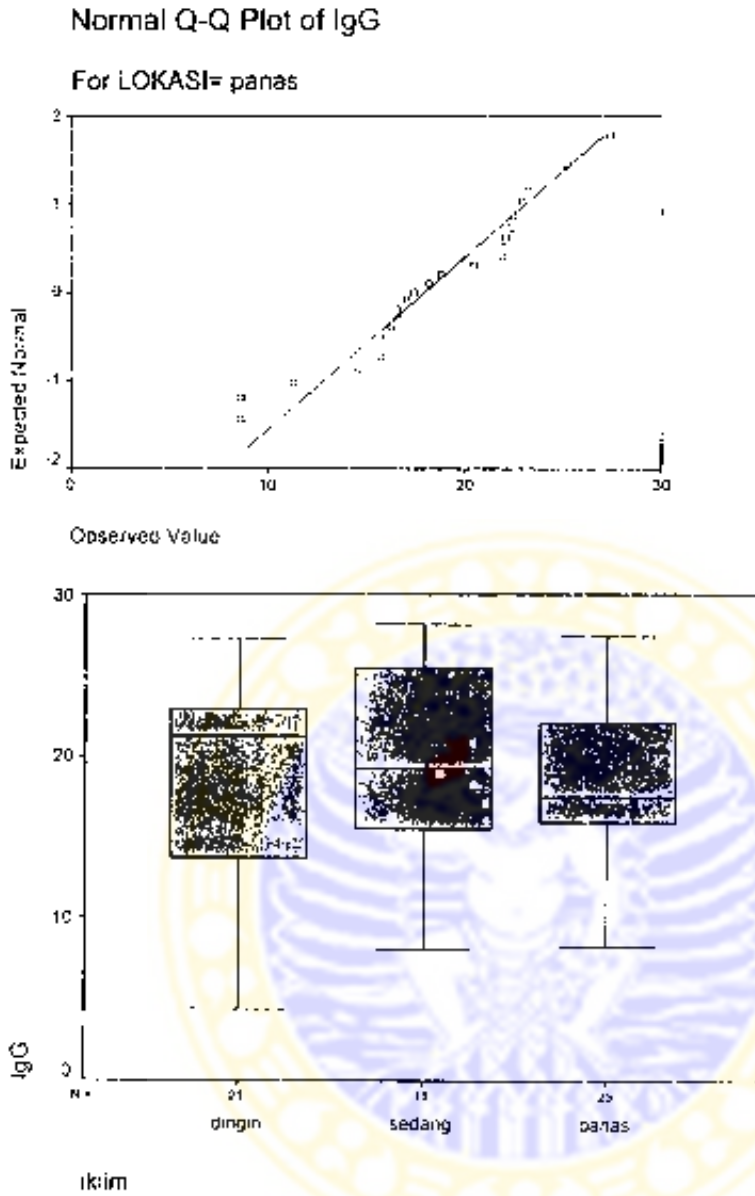 Normal Q-Q Plot of IgG
For LOKASI= panas
2
1
0
-1
-2
Expected Normal
0 10 20 30
Observed Value
30
20
10
0
IgG
N =
25
dingin sedang panas
iklim